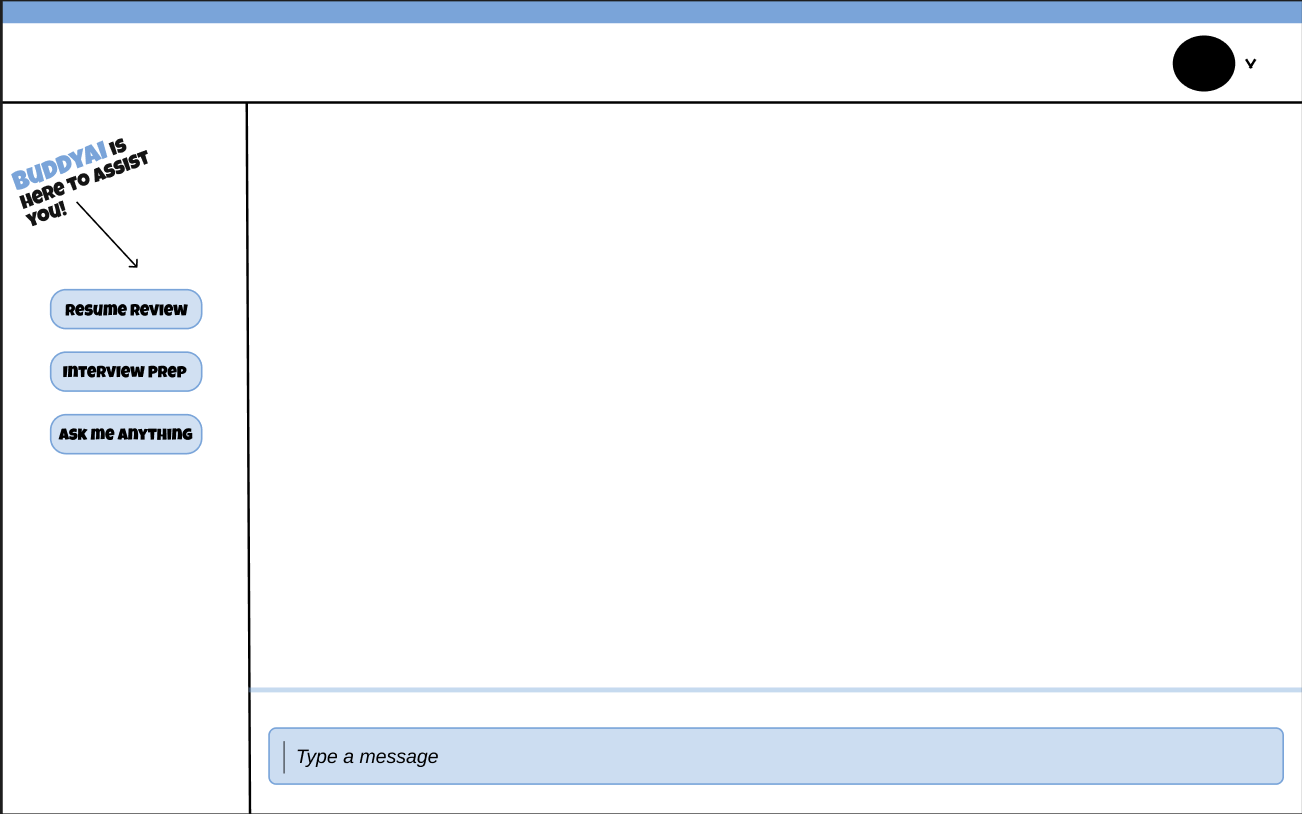 BUDDYAI IS
HERE TO ASSIST
YOU!
Resume Review
Interview Prep
Ask me anything
Type a message